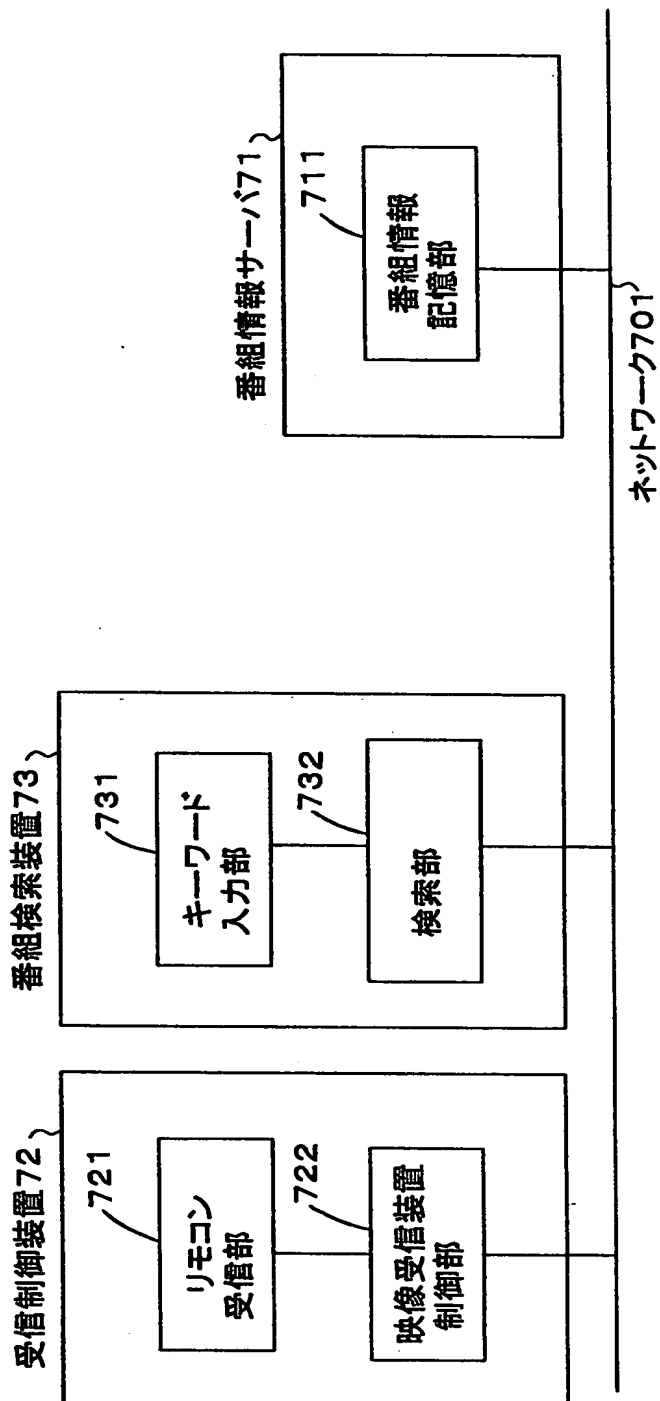 受信制御装置72
721
リモコン
受信部
722
映像受信装置
制御部
番組検索装置73
731
キーワード
入力部
732
検索部
番組情報サーバ71
711
番組情報
記憶部
ネットワーク701